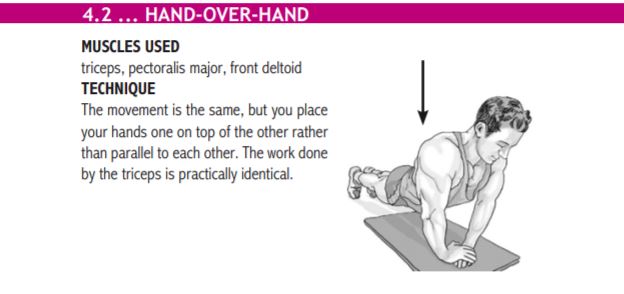 4.2 ... HAND-OVER-HAND
MUSCLES USED
triceps, pectoralis major, front deltoid
TECHNIQUE
The movement is the same, but you place
your hands one on top of the other rather
than parallel to each other. The work done
by the triceps is practically identical.